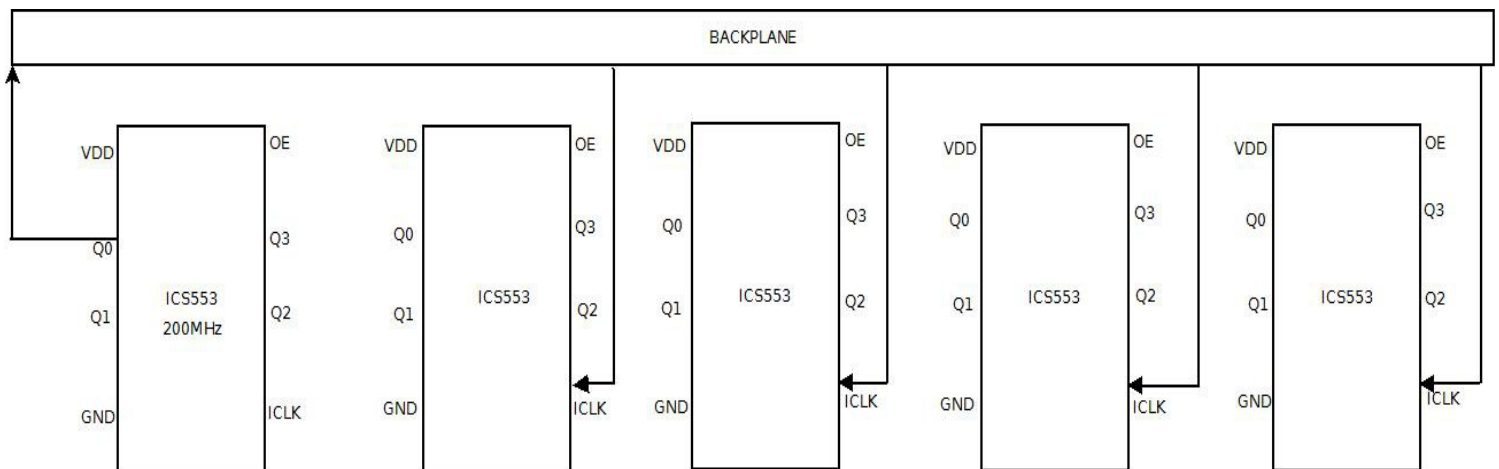 BACKPLANE
VDD
OE
Q0
Q3
ICS553
200MHz
Q1
Q2
GND
ICLK
VDD
OE
Q0
Q3
ICS553
Q1
Q2
GND
ICLK
VDD
OE
Q0
Q3
ICS553
Q1
Q2
GND
ICLK
VDD
OE
Q0
Q3
ICS553
Q1
Q2
GND
ICLK
VDD
OE
Q0
Q3
ICS553
Q1
Q2
GND
ICLK